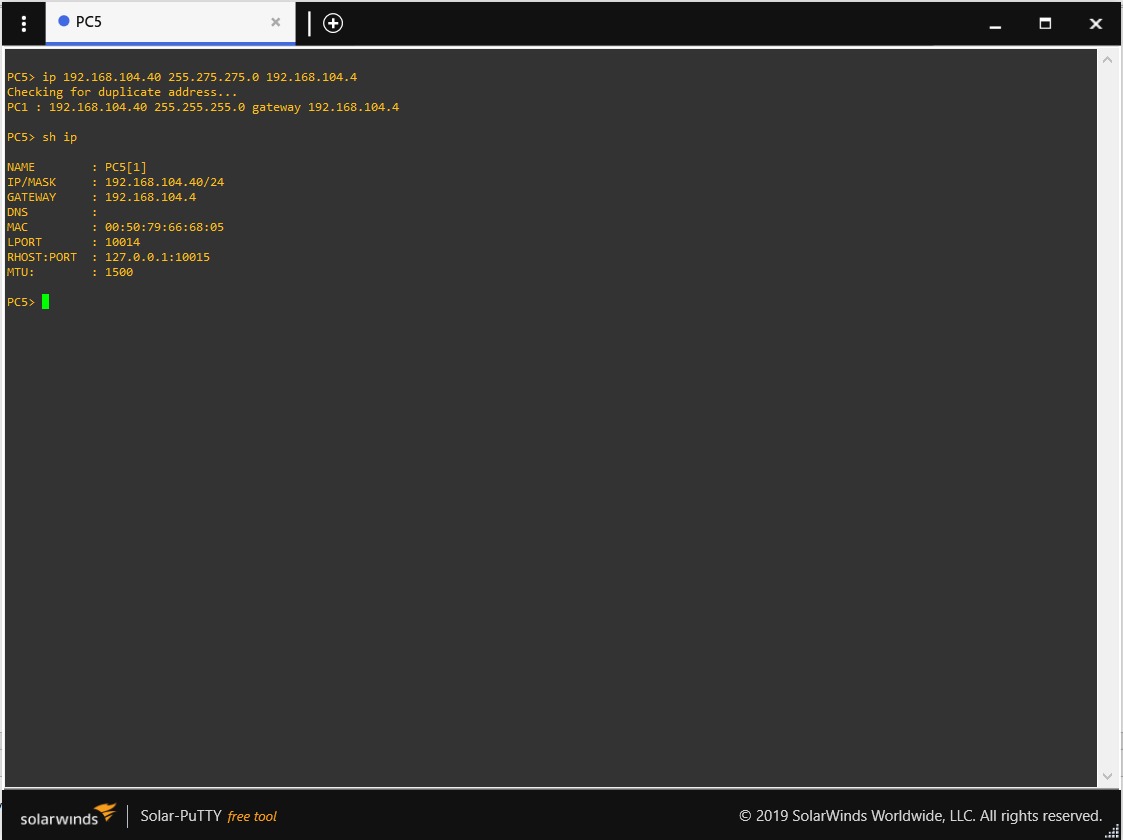 PC5
PC5> ip 192.168.104.40 255.275.275.0 192.168.104.4
Checking for duplicate address...
PC1 : 192.168.104.40 255.255.255.0 gateway 192.168.104.4
PC5> sh ip
NAME        : PC5[1]
IP/MASK     : 192.168.104.40/24
GATEWAY     : 192.168.104.4
DNS         :
MAC         : 00:50:79:66:68:05
LPORT       : 10014
RHOST:PORT  : 127.0.0.1:10015
MTU:        : 1500
PC5>
solarwinds Solar-PuTTY free tool © 2019 SolarWinds Worldwide, LLC. All rights reserved.